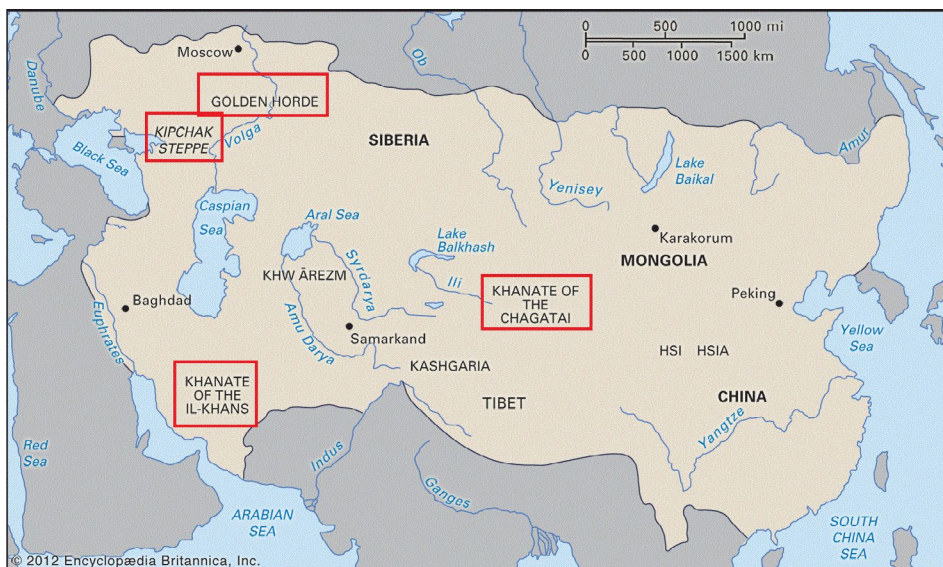 0
500
1000 mi
0
500
1000
1500 km
Moscow
Ob
Danube
GOLDEN HORDE
KIPCHAK
STEPPE
Volga
SIBERIA
Amur
Black Sea
Lake
Baikal
Yenisey
Caspian
Sea
Aral Sea
Lake
Balkhash
Karakorum
MONGOLIA
KHW ĀREZM
Syrdarya
Ili
KHANATE OF
THE
CHAGATAI
Peking
Baghdad
Euphrates
Amu Darya
Samarkand
Yellow
Sea
HSI HSIA
KASHGARIA
KHANATE
OF THE
IL-KHANS
TIBET
CHINA
Yangtze
Red
Sea
Indus
Ganges
ARABIAN
SEA
SOUTH
CHINA
SEA
© 2012 Encyclopædia Britannica, Inc.